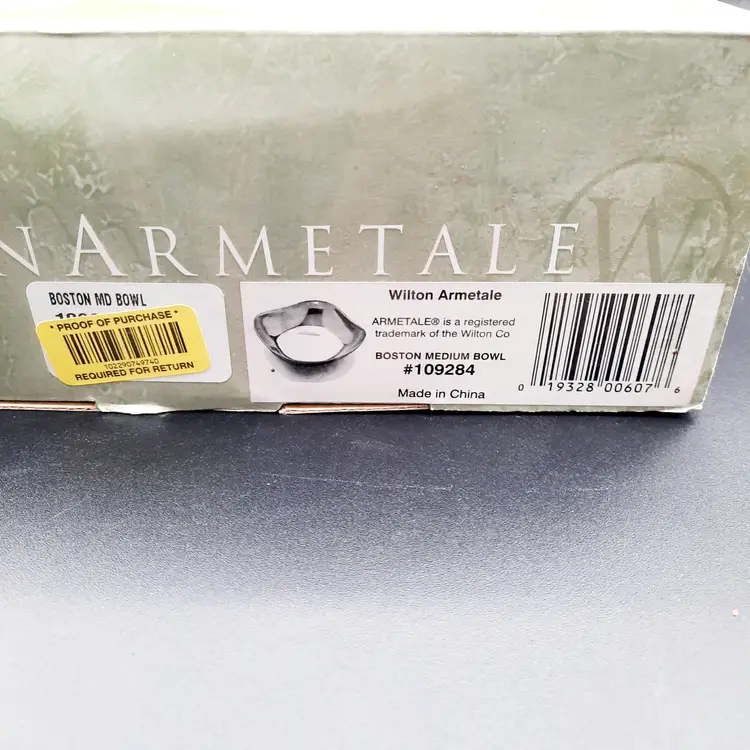 NARMETALE
W
BOSTON MD BOWL
• PROOF OF PURCHASE •
102290749740
REQUIRED FOR RETURN
Wilton Armetale
ARMETALE® is a registered
trademark of the Wilton Co
BOSTON MEDIUM BOWL
#109284
Made in China
0 19328 00607 6